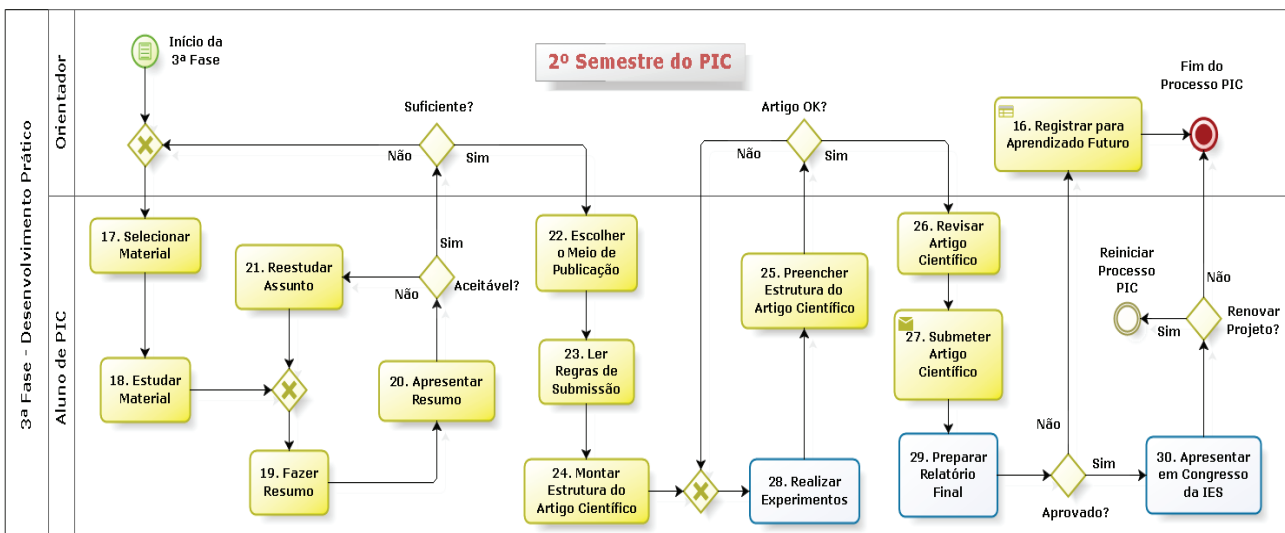 3ª Fase - Desenvolvimento Prático
Orientador
Aluno de PIC
2º Semestre do PIC
Início da
3ª Fase
Suficiente?
Não
Sim
Artigo OK?
Não
Sim
16. Registrar para
Aprendizado Futuro
Fim do
Processo PIC
17. Selecionar
Material
18. Estudar
Material
21. Reestudar
Assunto
Sim
Não
Aceitável?
19. Fazer
Resumo
20. Apresentar
Resumo
22. Escolher
o Meio de
Publicação
23. Ler
Regras de
Submissão
24. Montar
Estrutura do
Artigo Científico
25. Preencher
Estrutura do
Artigo Científico
28. Realizar
Experimentos
26. Revisar
Artigo
Científico
27. Submeter
Artigo
Científico
29. Preparar
Relatório
Final
Não
Sim
Aprovado?
30. Apresentar
em Congresso
da IES
Reiniciar
Processo
PIC
Não
Sim
Renovar
Projeto?